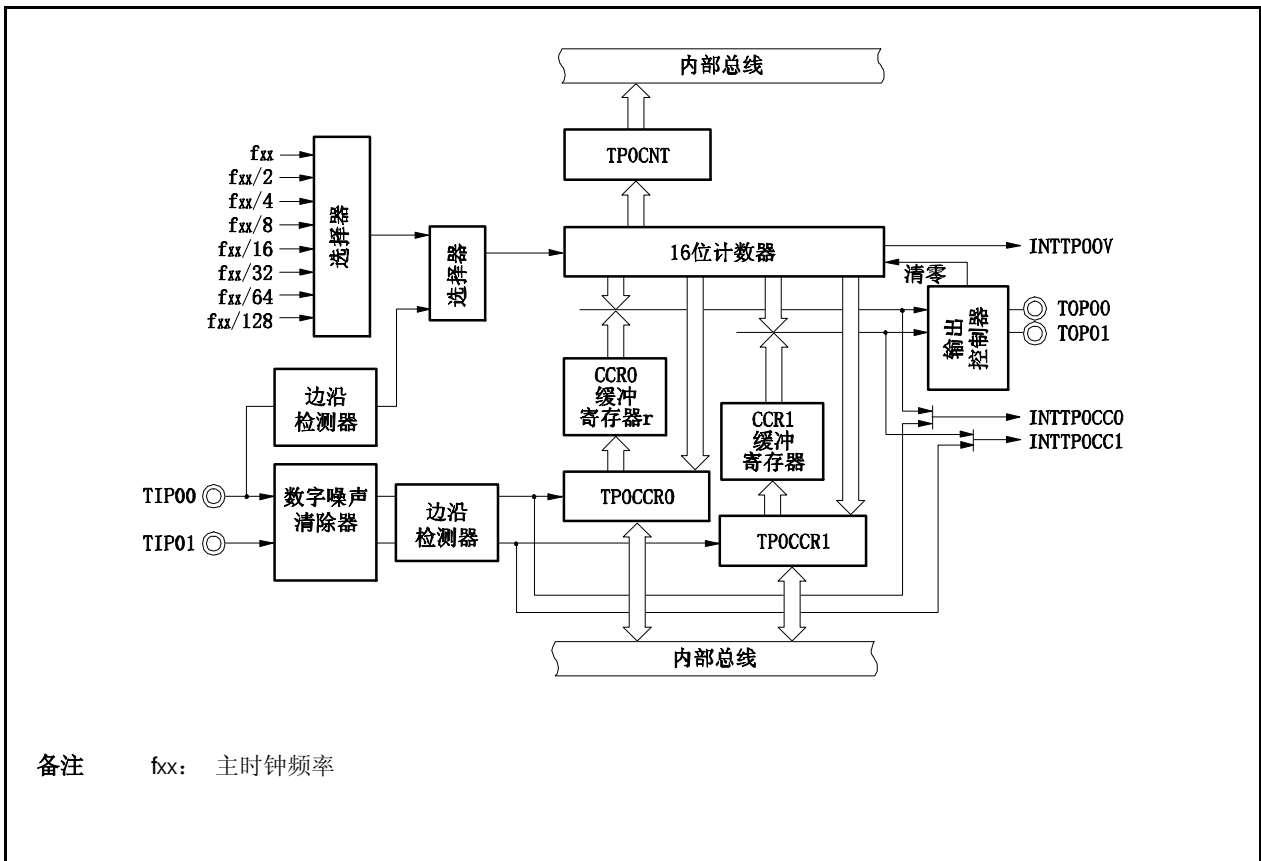 内部总线
TP0CNT
fxx
fxx/2
fxx/4
fxx/8
fxx/16
fxx/32
fxx/64
fxx/128
选择器
选择器
16位计数器
INTTP0OV
清零
TOP00
TOP01
输出
控制器
CCR0
缓冲
寄存器r
CCR1
缓冲
寄存器
INTTP0CC0
INTTP0CC1
边沿
检测器
TIP00
TIP01
数字噪声
清除器
边沿
检测器
TP0CCR0
TP0CCR1
内部总线
备注 fxx： 主时钟频率